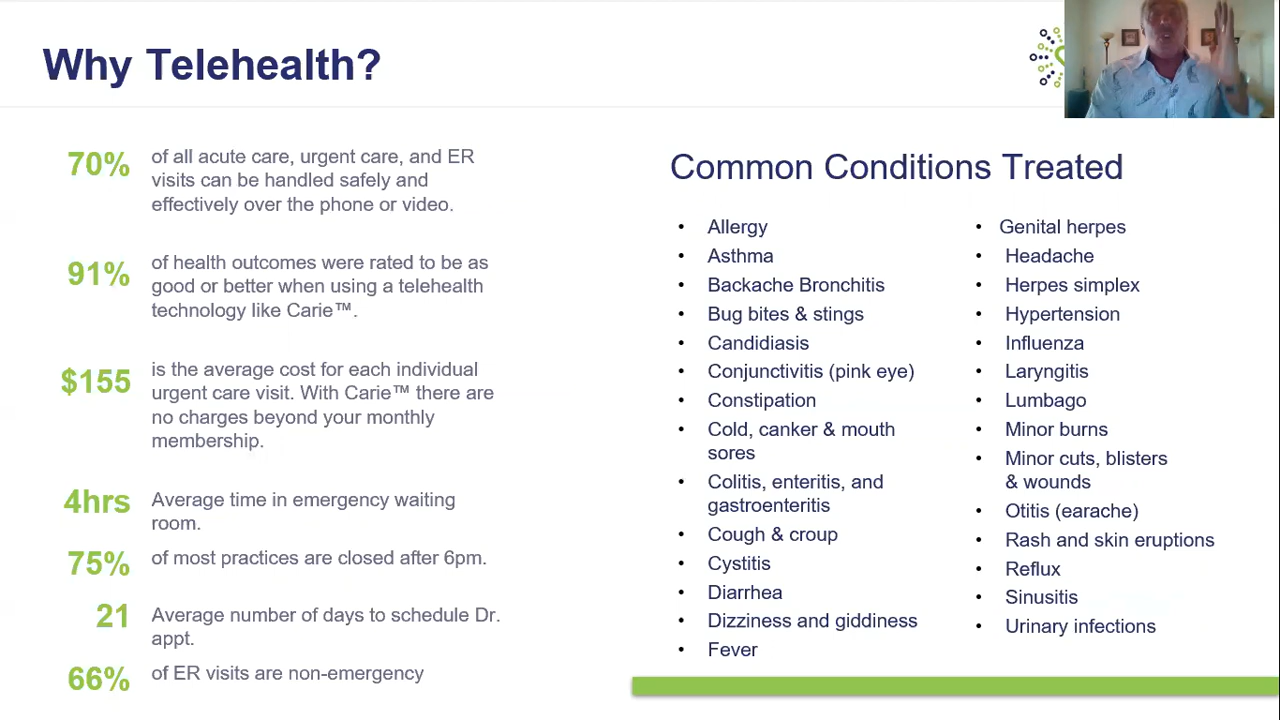 Why Telehealth?
70%
of all acute care, urgent care, and ER
visits can be handled safely and
effectively over the phone or video.
91%
of health outcomes were rated to be as
good or better when using a telehealth
technology like Carie™.
$155
is the average cost for each individual
urgent care visit. With Carie™ there are
no charges beyond your monthly
membership.
4hrs
Average time in emergency waiting
room.
75%
of most practices are closed after 6pm.
21
Average number of days to schedule Dr.
appt.
66%
of ER visits are non-emergency
Common Conditions Treated
• Allergy
• Asthma
• Backache Bronchitis
• Bug bites & stings
• Candidiasis
• Conjunctivitis (pink eye)
• Constipation
• Cold, canker & mouth
sores
• Colitis, enteritis, and
gastroenteritis
• Cough & croup
• Cystitis
• Diarrhea
• Dizziness and giddiness
• Fever
• Genital herpes
• Headache
• Herpes simplex
• Hypertension
• Influenza
• Laryngitis
• Lumbago
• Minor burns
• Minor cuts, blisters
& wounds
• Otitis (earache)
• Rash and skin eruptions
• Reflux
• Sinusitis
• Urinary infections